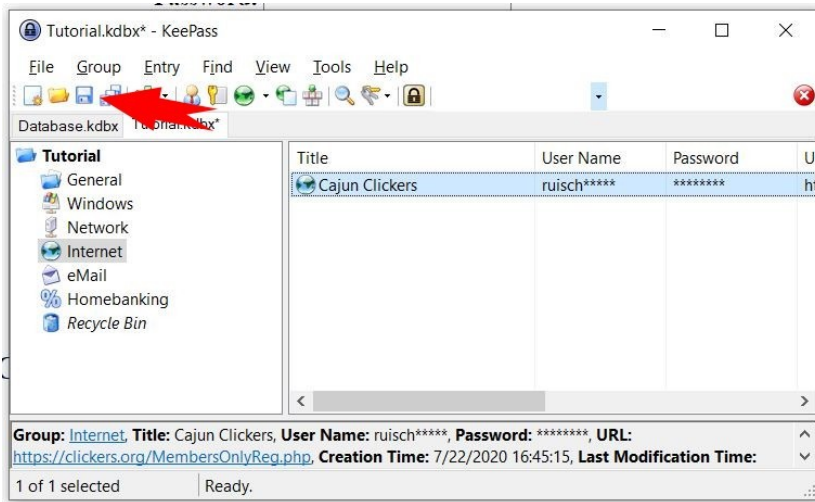 Tutorial.kdbx* - KeePass
File Group Entry Find View Tools Help
Database.kdbx Tutorial.kdbx*
Tutorial
General
Windows
Network
Internet
eMail
Homebanking
Recycle Bin
Title User Name Password U
Cajun Clickers ruisch***** ******** ht
Group: Internet, Title: Cajun Clickers, User Name: ruisch*****, Password: ********, URL:
https://clickers.org/MembersOnlyReg.php, Creation Time: 7/22/2020 16:45:15, Last Modification Time:
1 of 1 selected Ready.